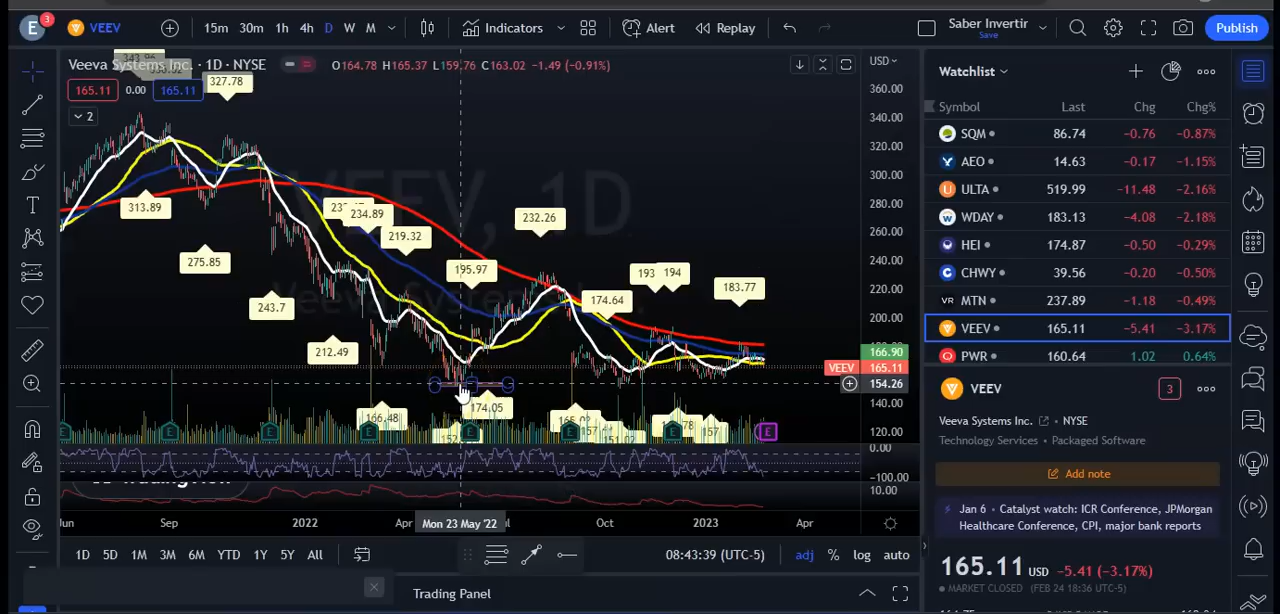 E 3 VEEV 15m 30m 1h 4h D W M Indicators Alert Replay Saber Invertir Save Publish
Veeva Systems Inc. · 1D · NYSE O164.78 H165.37 L159.76 C163.02 −1.49 (−0.91%)
165.11 0.00 165.11
2
327.78
313.89
275.85
243.7
212.49
234.89
219.32
195.97
232.26
174.64
193 194
183.77
166.48
174.05
VEEV, 1D
USD
360.00
340.00
320.00
300.00
280.00
260.00
240.00
220.00
200.00
166.90
VEEV 165.11
154.26
140.00
120.00
0.00
−100.00
10.00
Jun Sep 2022 Apr Mon 23 May '22 Oct 2023 Apr
1D 5D 1M 3M 6M YTD 1Y 5Y All 08:43:39 (UTC-5) adj % log auto
Trading Panel
Watchlist
Symbol Last Chg Chg%
SQM 86.74 −0.76 −0.87%
AEO 14.63 −0.17 −1.15%
ULTA 519.99 −11.48 −2.16%
WDAY 183.13 −4.08 −2.18%
HEI 174.87 −0.50 −0.29%
CHWY 39.56 −0.20 −0.50%
MTN 237.89 −1.18 −0.49%
VEEV 165.11 −5.41 −3.17%
PWR 160.64 1.02 0.64%
VEEV 3
Veeva Systems Inc. · NYSE
Technology Services · Packaged Software
Add note
Jan 6 · Catalyst watch: ICR Conference, JPMorgan
Healthcare Conference, CPI, major bank reports
165.11 USD −5.41 (−3.17%)
MARKET CLOSED (FEB 24 18:36 UTC-5)